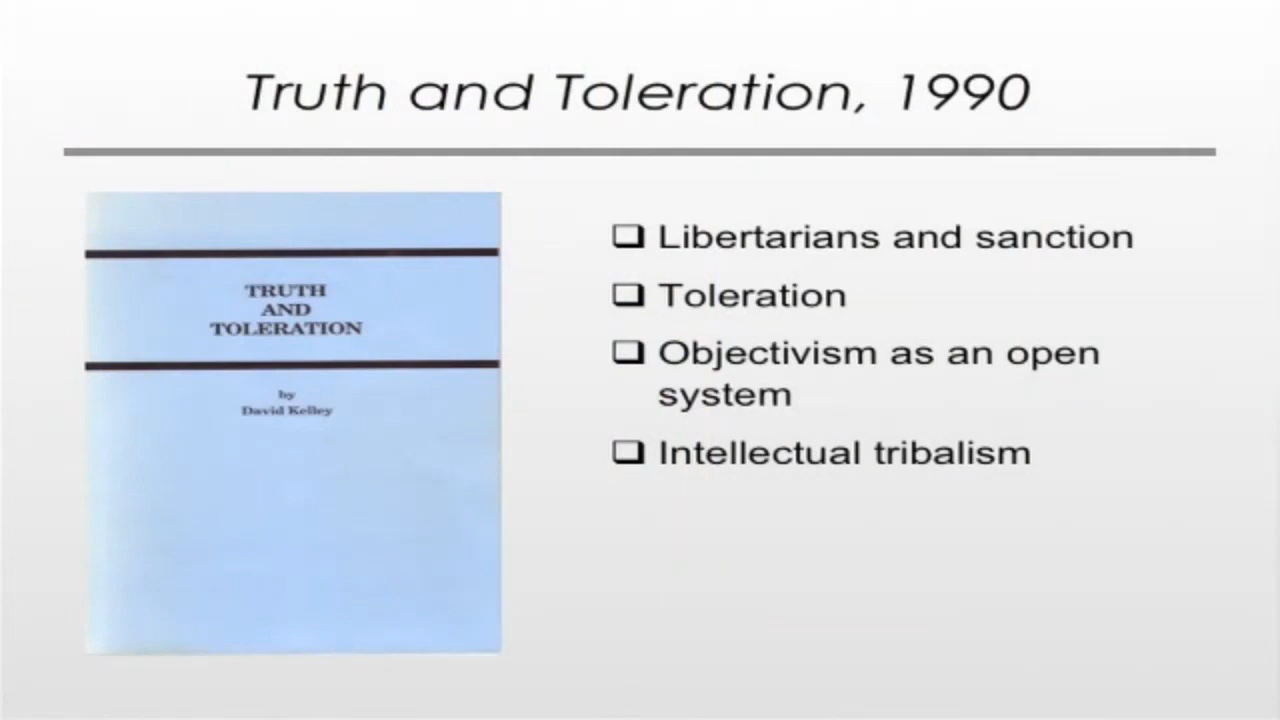 Truth and Toleration, 1990
TRUTH
AND
TOLERATION
by
David Kelley
Libertarians and sanction
Toleration
Objectivism as an open
system
Intellectual tribalism